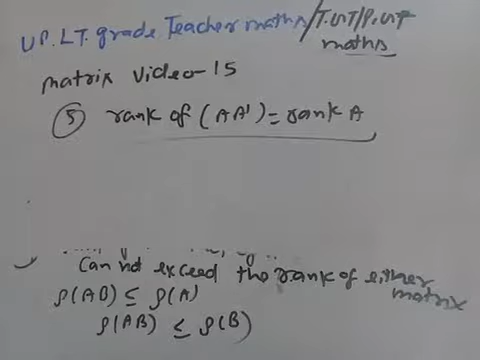 UP. LT. grade Teacher maths/T.GT/P.GT
maths
matrix video-15
⑤ rank of (AA') = rank A
Can not exceed the rank of either
matrix
ρ(AB) ≤ ρ(A)
ρ(AB) ≤ ρ(B)